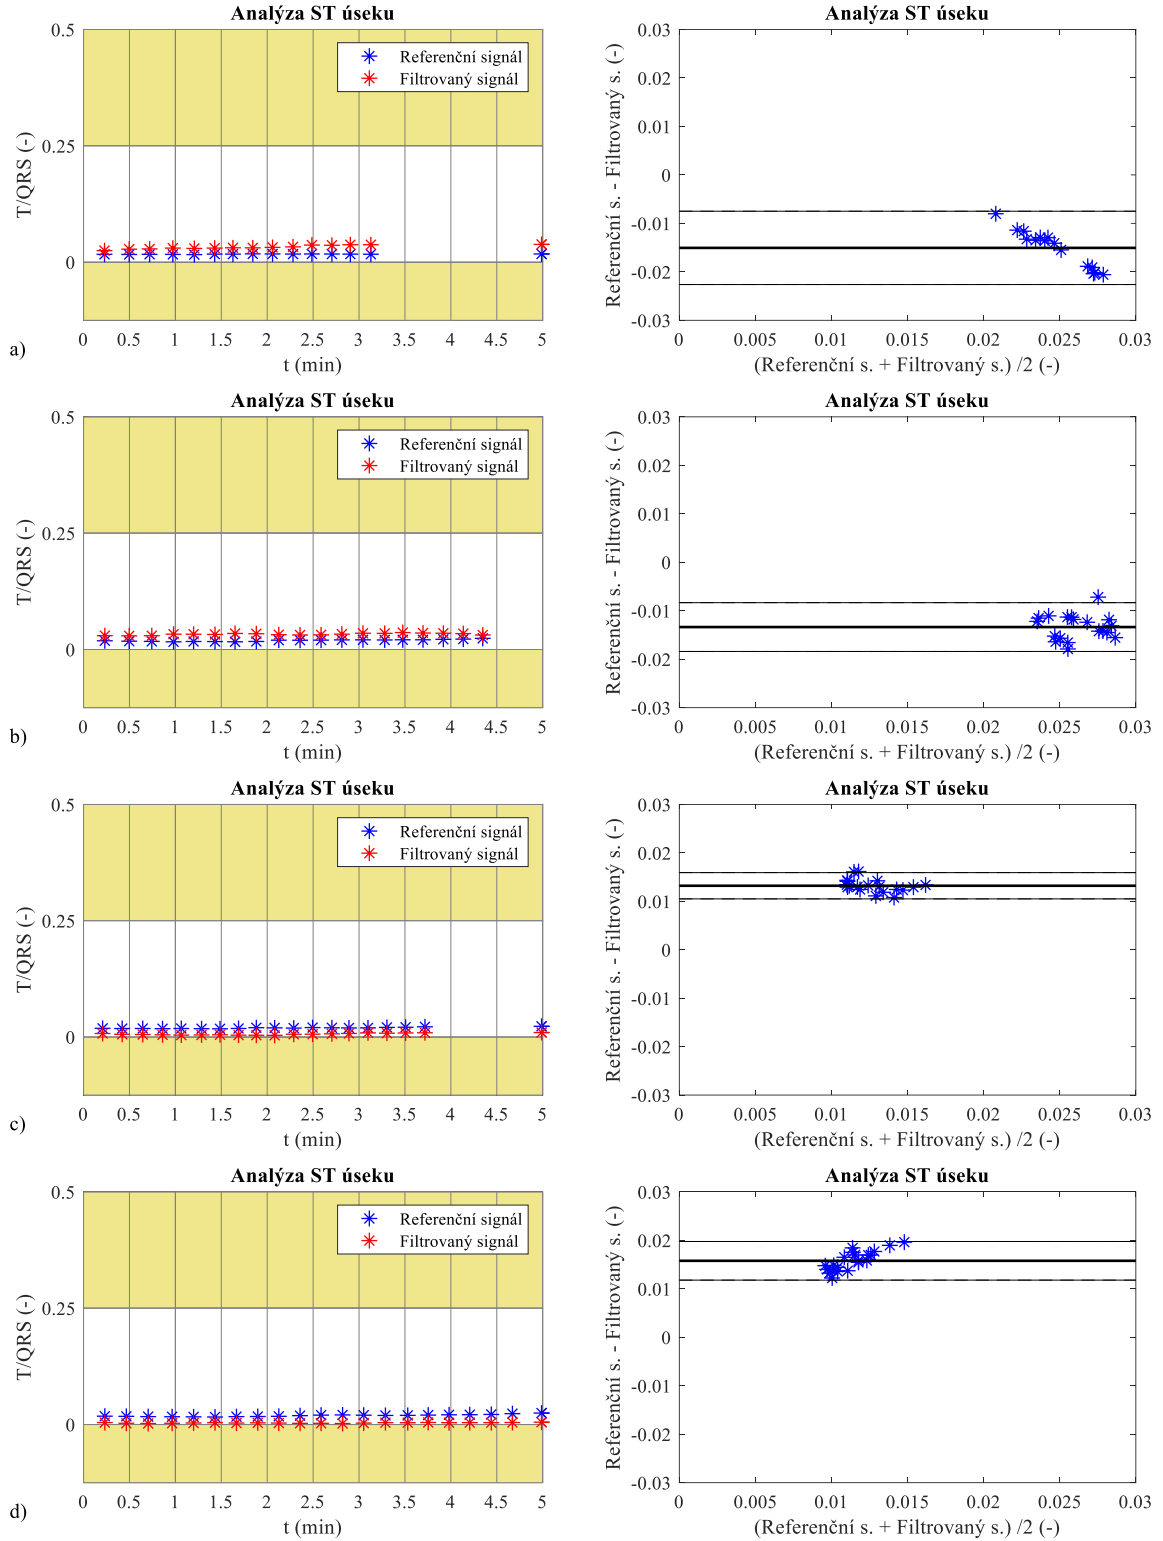 Analýza ST úseku
0.5
0.25
0
T/QRS (-)
Referenční signál
Filtrovaný signál
0 0.5 1 1.5 2 2.5 3 3.5 4 4.5 5
t (min)
a)
Analýza ST úseku
0.03
0.02
0.01
0
-0.01
-0.02
-0.03
Referenční s. - Filtrovaný s. (-)
0 0.005 0.01 0.015 0.02 0.025 0.03
(Referenční s. + Filtrovaný s.) /2 (-)
Analýza ST úseku
0.5
0.25
0
T/QRS (-)
Referenční signál
Filtrovaný signál
0 0.5 1 1.5 2 2.5 3 3.5 4 4.5 5
t (min)
b)
Analýza ST úseku
0.03
0.02
0.01
0
-0.01
-0.02
-0.03
Referenční s. - Filtrovaný s. (-)
0 0.005 0.01 0.015 0.02 0.025 0.03
(Referenční s. + Filtrovaný s.) /2 (-)
Analýza ST úseku
0.5
0.25
0
T/QRS (-)
Referenční signál
Filtrovaný signál
0 0.5 1 1.5 2 2.5 3 3.5 4 4.5 5
t (min)
c)
Analýza ST úseku
0.03
0.02
0.01
0
-0.01
-0.02
-0.03
Referenční s. - Filtrovaný s. (-)
0 0.005 0.01 0.015 0.02 0.025 0.03
(Referenční s. + Filtrovaný s.) /2 (-)
Analýza ST úseku
0.5
0.25
0
T/QRS (-)
Referenční signál
Filtrovaný signál
0 0.5 1 1.5 2 2.5 3 3.5 4 4.5 5
t (min)
d)
Analýza ST úseku
0.03
0.02
0.01
0
-0.01
-0.02
-0.03
Referenční s. - Filtrovaný s. (-)
0 0.005 0.01 0.015 0.02 0.025 0.03
(Referenční s. + Filtrovaný s.) /2 (-)